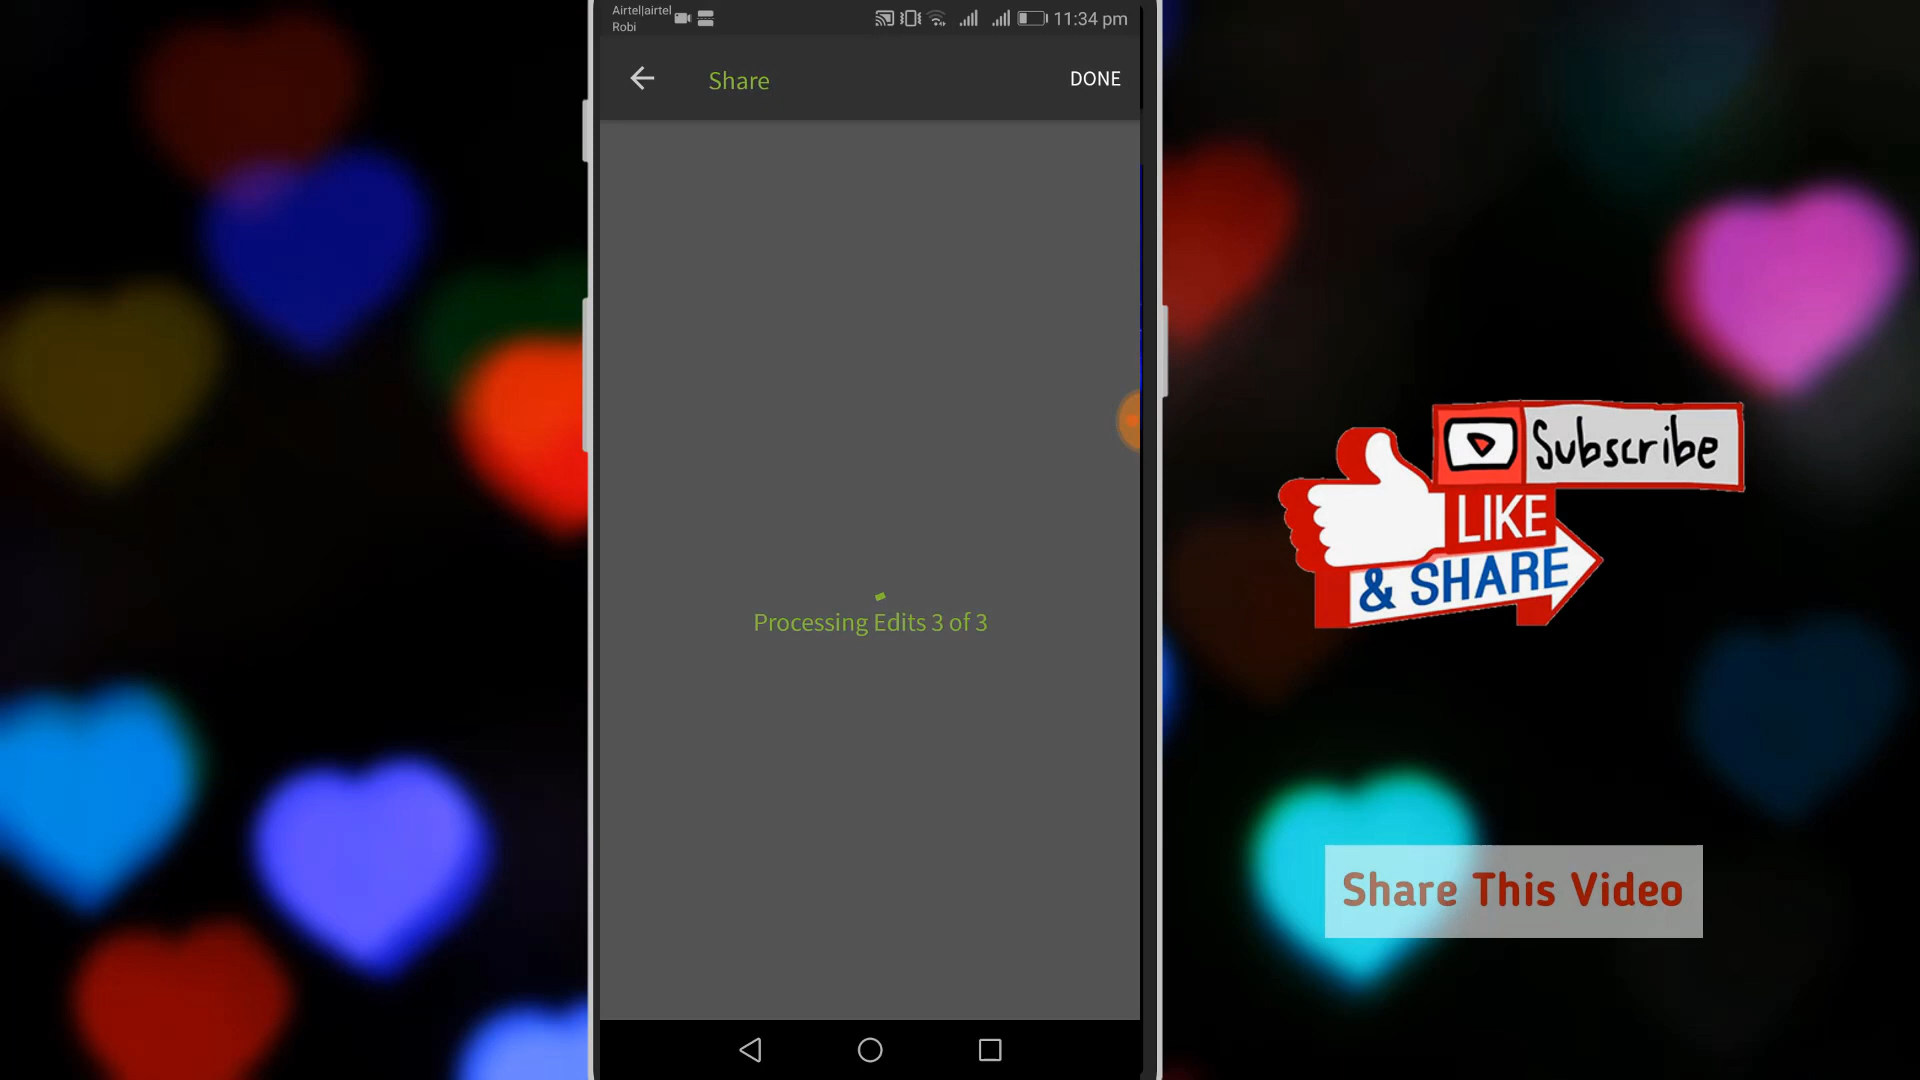 Airtel|airtel
Robi
11:34 pm
Share
DONE
Processing Edits 3 of 3
Subscribe
LIKE
& SHARE
Share This Video